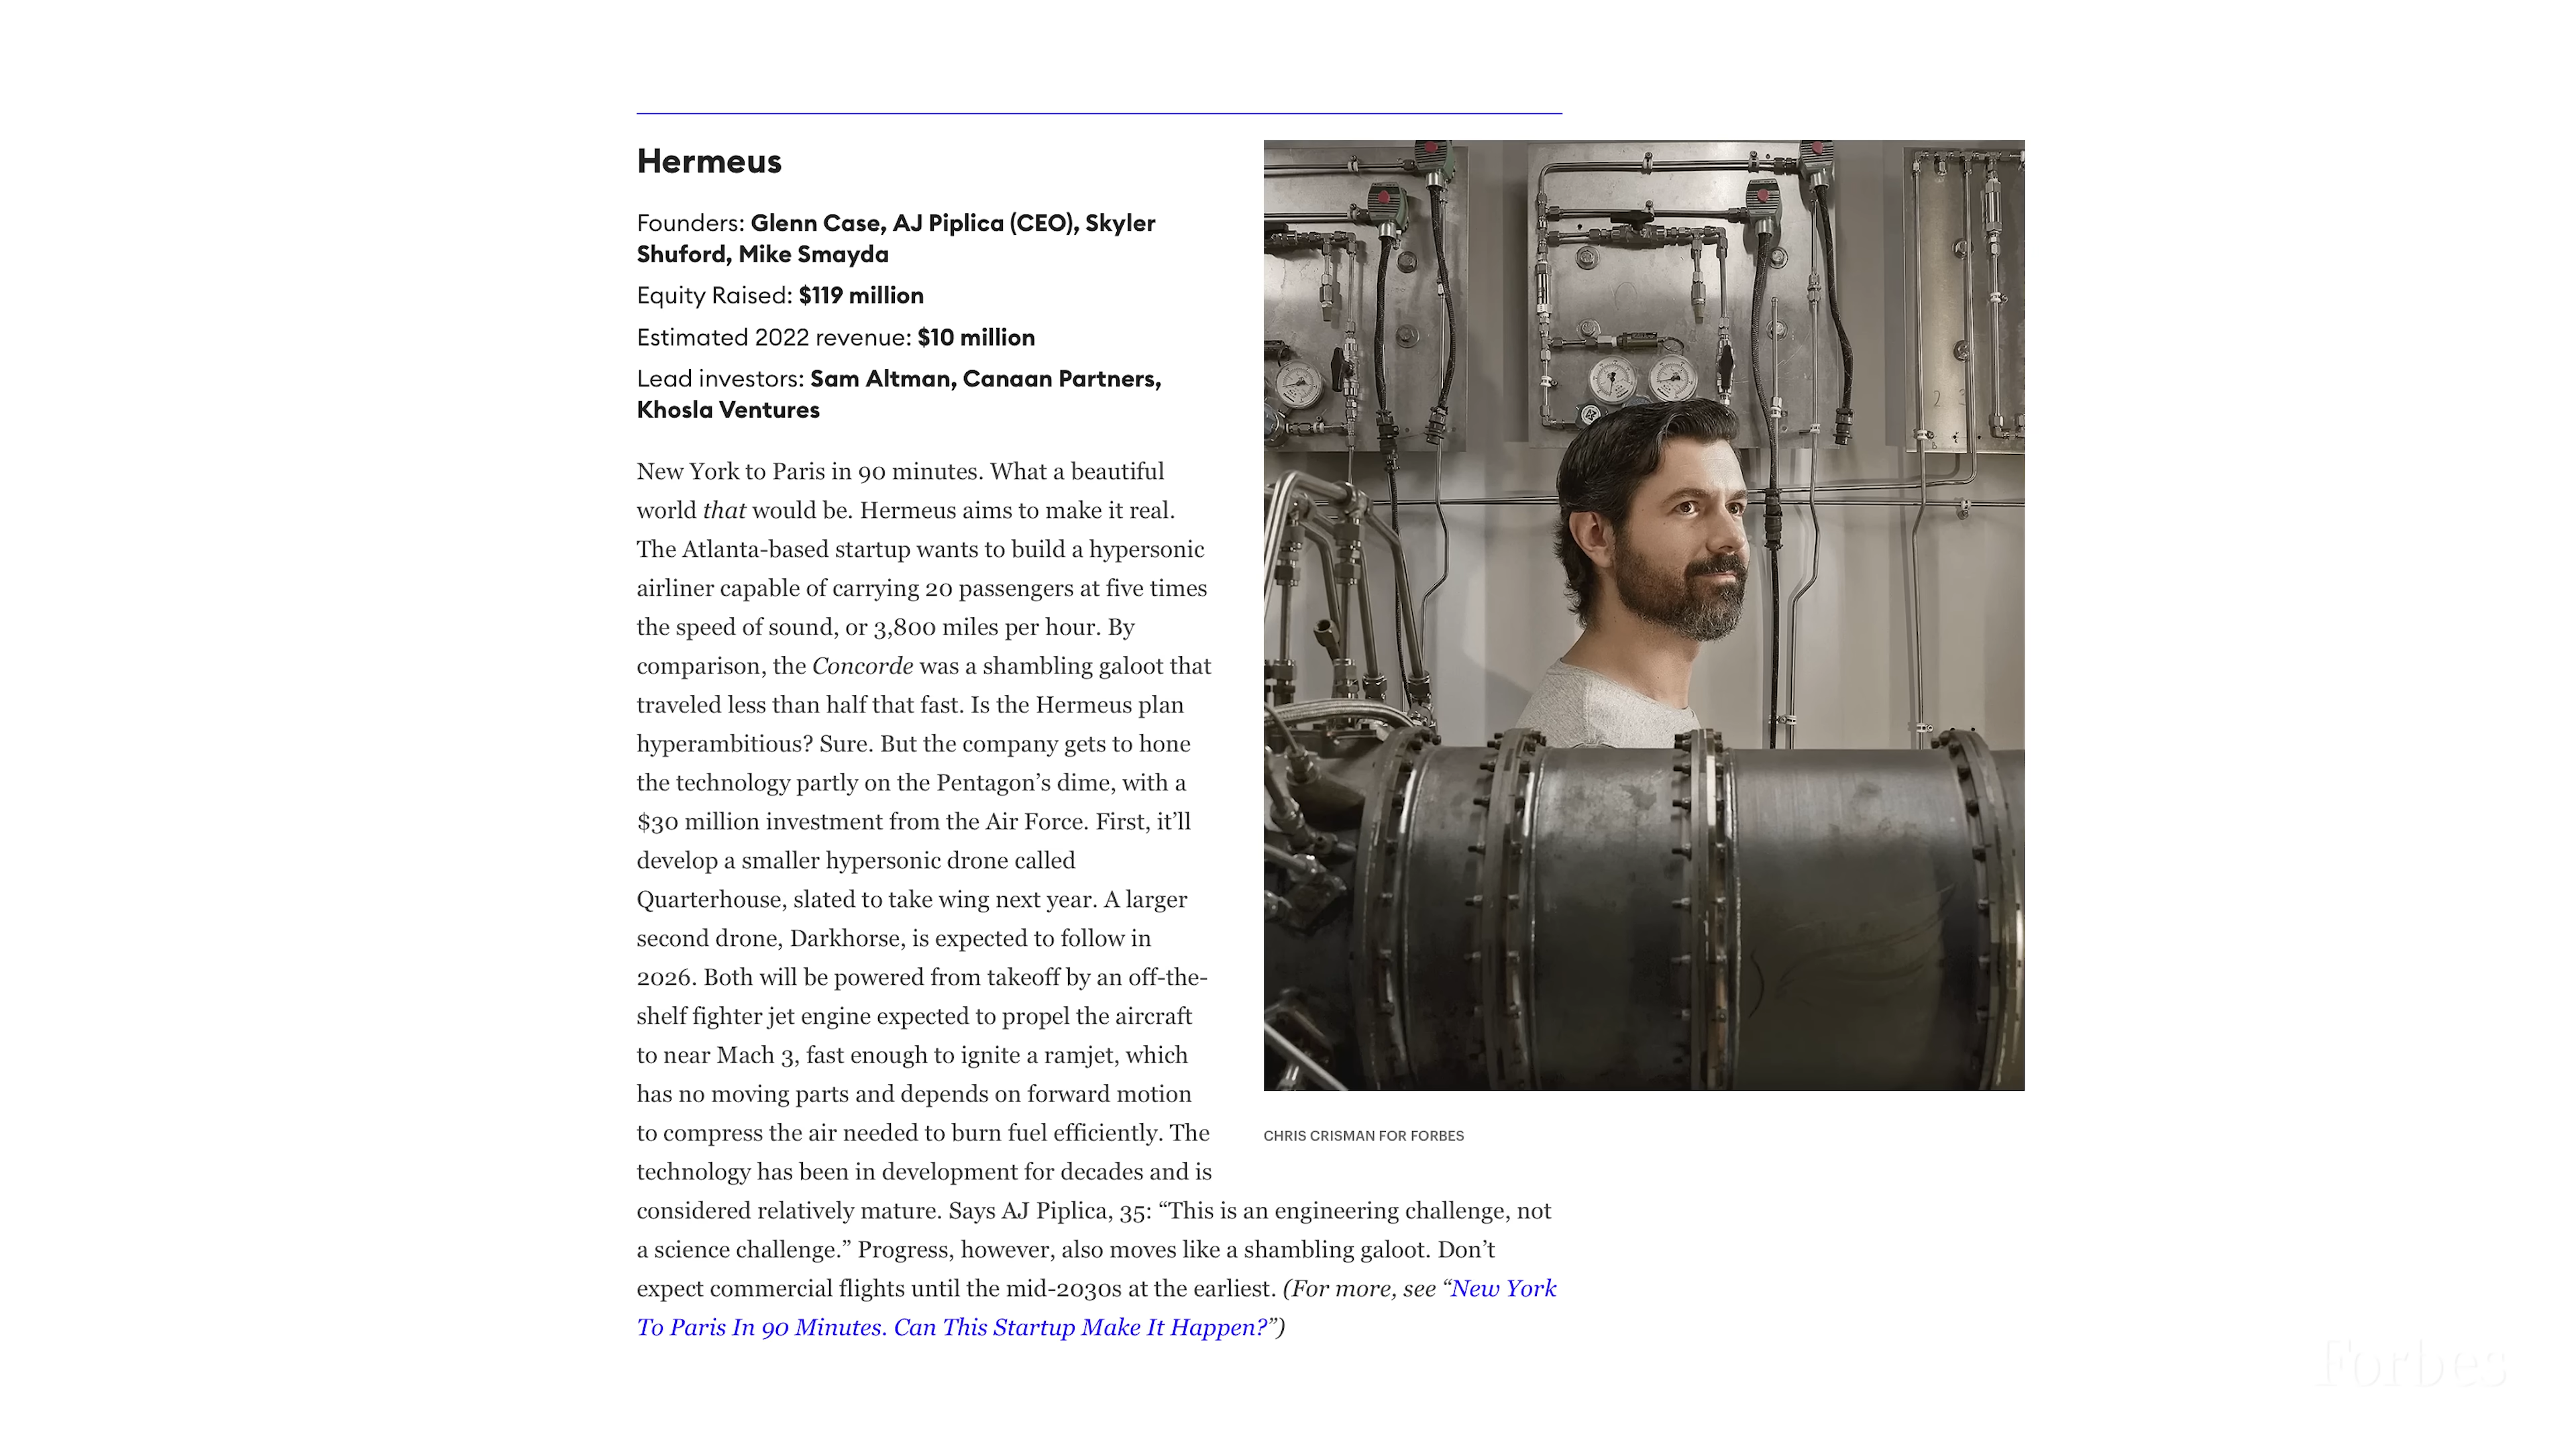 Hermeus
Founders: Glenn Case, AJ Piplica (CEO), Skyler
Shuford, Mike Smayda
Equity Raised: $119 million
Estimated 2022 revenue: $10 million
Lead investors: Sam Altman, Canaan Partners,
Khosla Ventures
New York to Paris in 90 minutes. What a beautiful
world that would be. Hermeus aims to make it real.
The Atlanta-based startup wants to build a hypersonic
airliner capable of carrying 20 passengers at five times
the speed of sound, or 3,800 miles per hour. By
comparison, the Concorde was a shambling galoot that
traveled less than half that fast. Is the Hermeus plan
hyperambitious? Sure. But the company gets to hone
the technology partly on the Pentagon’s dime, with a
$30 million investment from the Air Force. First, it’ll
develop a smaller hypersonic drone called
Quarterhouse, slated to take wing next year. A larger
second drone, Darkhorse, is expected to follow in
2026. Both will be powered from takeoff by an off-the-
shelf fighter jet engine expected to propel the aircraft
to near Mach 3, fast enough to ignite a ramjet, which
has no moving parts and depends on forward motion
to compress the air needed to burn fuel efficiently. The
technology has been in development for decades and is
considered relatively mature. Says AJ Piplica, 35: “This is an engineering challenge, not
a science challenge.” Progress, however, also moves like a shambling galoot. Don’t
expect commercial flights until the mid-2030s at the earliest. (For more, see “New York
To Paris In 90 Minutes. Can This Startup Make It Happen?”)
2 3
CHRIS CRISMAN FOR FORBES
Forbes